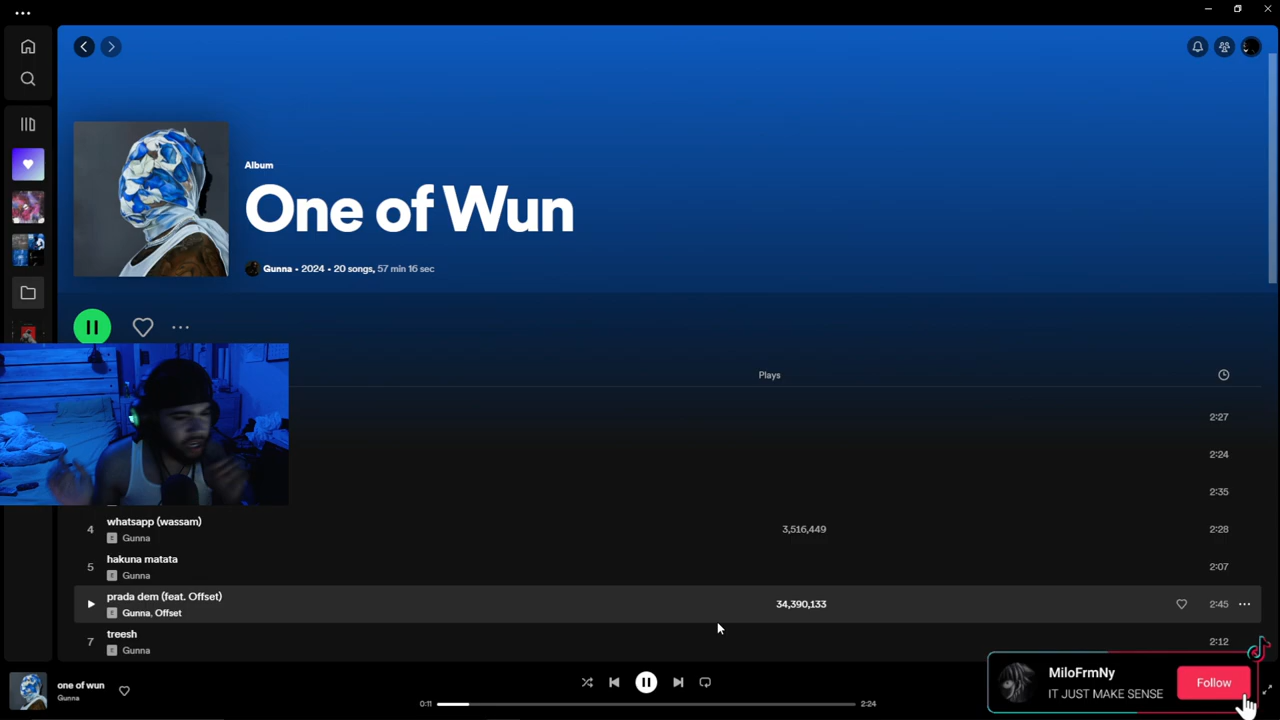 Album
One of Wun
Gunna • 2024 • 20 songs, 57 min 16 sec
Plays
2:27
2:24
2:35
4 whatsapp (wassam) 3,516,449 2:28
E Gunna
5 hakuna matata 2:07
E Gunna
prada dem (feat. Offset) 34,390,133 2:45
E Gunna, Offset
7 treesh 2:12
E Gunna
one of wun
Gunna
0:11 2:24
MiloFrmNy
IT JUST MAKE SENSE
Follow